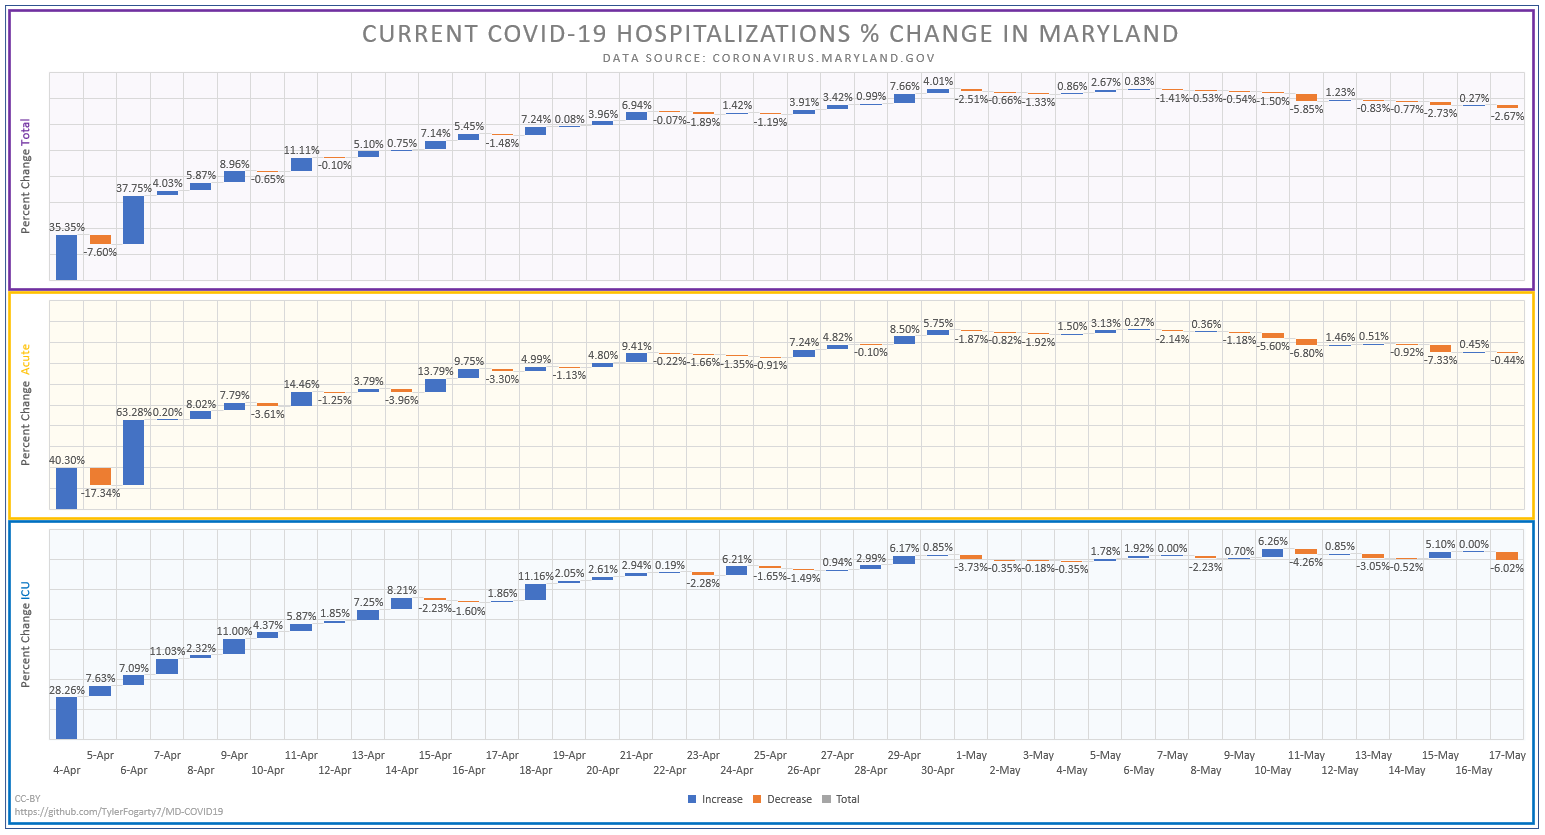 CURRENT COVID-19 HOSPITALIZATIONS % CHANGE IN MARYLAND
DATA SOURCE: CORONAVIRUS.MARYLAND.GOV
Percent Change Total
35.35% -7.60% 37.75% 4.03% 5.87% 8.96% -0.65% 11.11% -0.10% 5.10% 0.75% 7.14% 5.45% -1.48% 7.24% 0.08% 3.96% 6.94% -0.07% -1.89% 1.42% -1.19% 3.91% 3.42% 0.99% 7.66% 4.01% -2.51% -0.66% -1.33% 0.86% 2.67% 0.83% -1.41% -0.53% -0.54% -1.50% -5.85% 1.23% -0.83% -0.77% -2.73% 0.27% -2.67%
Percent Change Acute
40.30% -17.34% 63.28% 0.20% 8.02% 7.79% -3.61% 14.46% -1.25% 3.79% -3.96% 13.79% 9.75% -3.30% 4.99% -1.13% 4.80% 9.41% -0.22% -1.66% -1.35% -0.91% 7.24% 4.82% -0.10% 8.50% 5.75% -1.87% -0.82% -1.92% 1.50% 3.13% 0.27% -2.14% 0.36% -1.18% -5.60% -6.80% 1.46% 0.51% -0.92% -7.33% 0.45% -0.44%
Percent Change ICU
28.26% 7.63% 7.09% 11.03% 2.32% 11.00% 4.37% 5.87% 1.85% 7.25% 8.21% -2.23% -1.60% 1.86% 11.16% 2.05% 2.61% 2.94% 0.19% -2.28% 6.21% -1.65% -1.49% 0.94% 2.99% 6.17% 0.85% -3.73% -0.35% -0.18% -0.35% 1.78% 1.92% 0.00% -2.23% 0.70% 6.26% -4.26% 0.85% -3.05% -0.52% 5.10% 0.00% -6.02%
5-Apr 7-Apr 9-Apr 11-Apr 13-Apr 15-Apr 17-Apr 19-Apr 21-Apr 23-Apr 25-Apr 27-Apr 29-Apr 1-May 3-May 5-May 7-May 9-May 11-May 13-May 15-May 17-May
4-Apr 6-Apr 8-Apr 10-Apr 12-Apr 14-Apr 16-Apr 18-Apr 20-Apr 22-Apr 24-Apr 26-Apr 28-Apr 30-Apr 2-May 4-May 6-May 8-May 10-May 12-May 14-May 16-May
Increase Decrease Total
CC-BY
https://github.com/TylerFogarty7/MD-COVID19